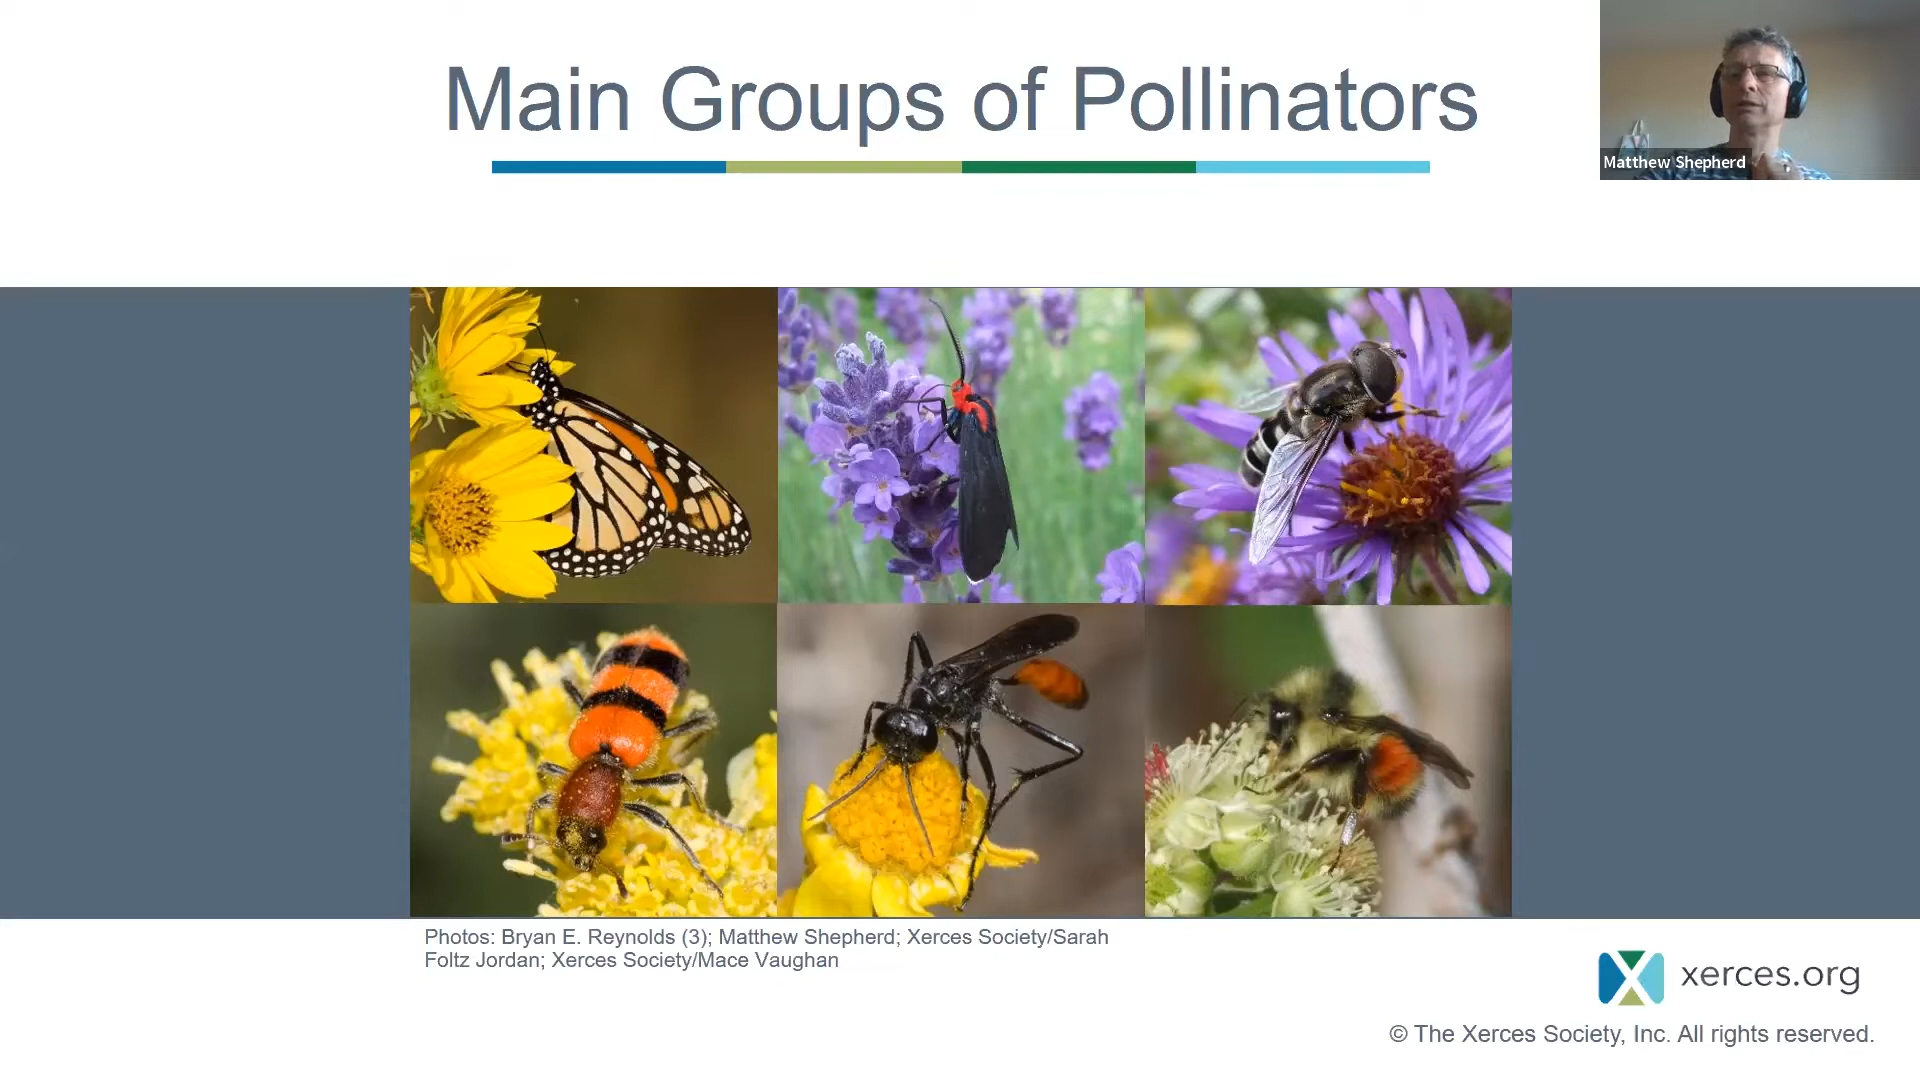 Main Groups of Pollinators
Matthew Shepherd
Photos: Bryan E. Reynolds (3); Matthew Shepherd; Xerces Society/Sarah
Foltz Jordan; Xerces Society/Mace Vaughan
xerces.org
© The Xerces Society, Inc. All rights reserved.